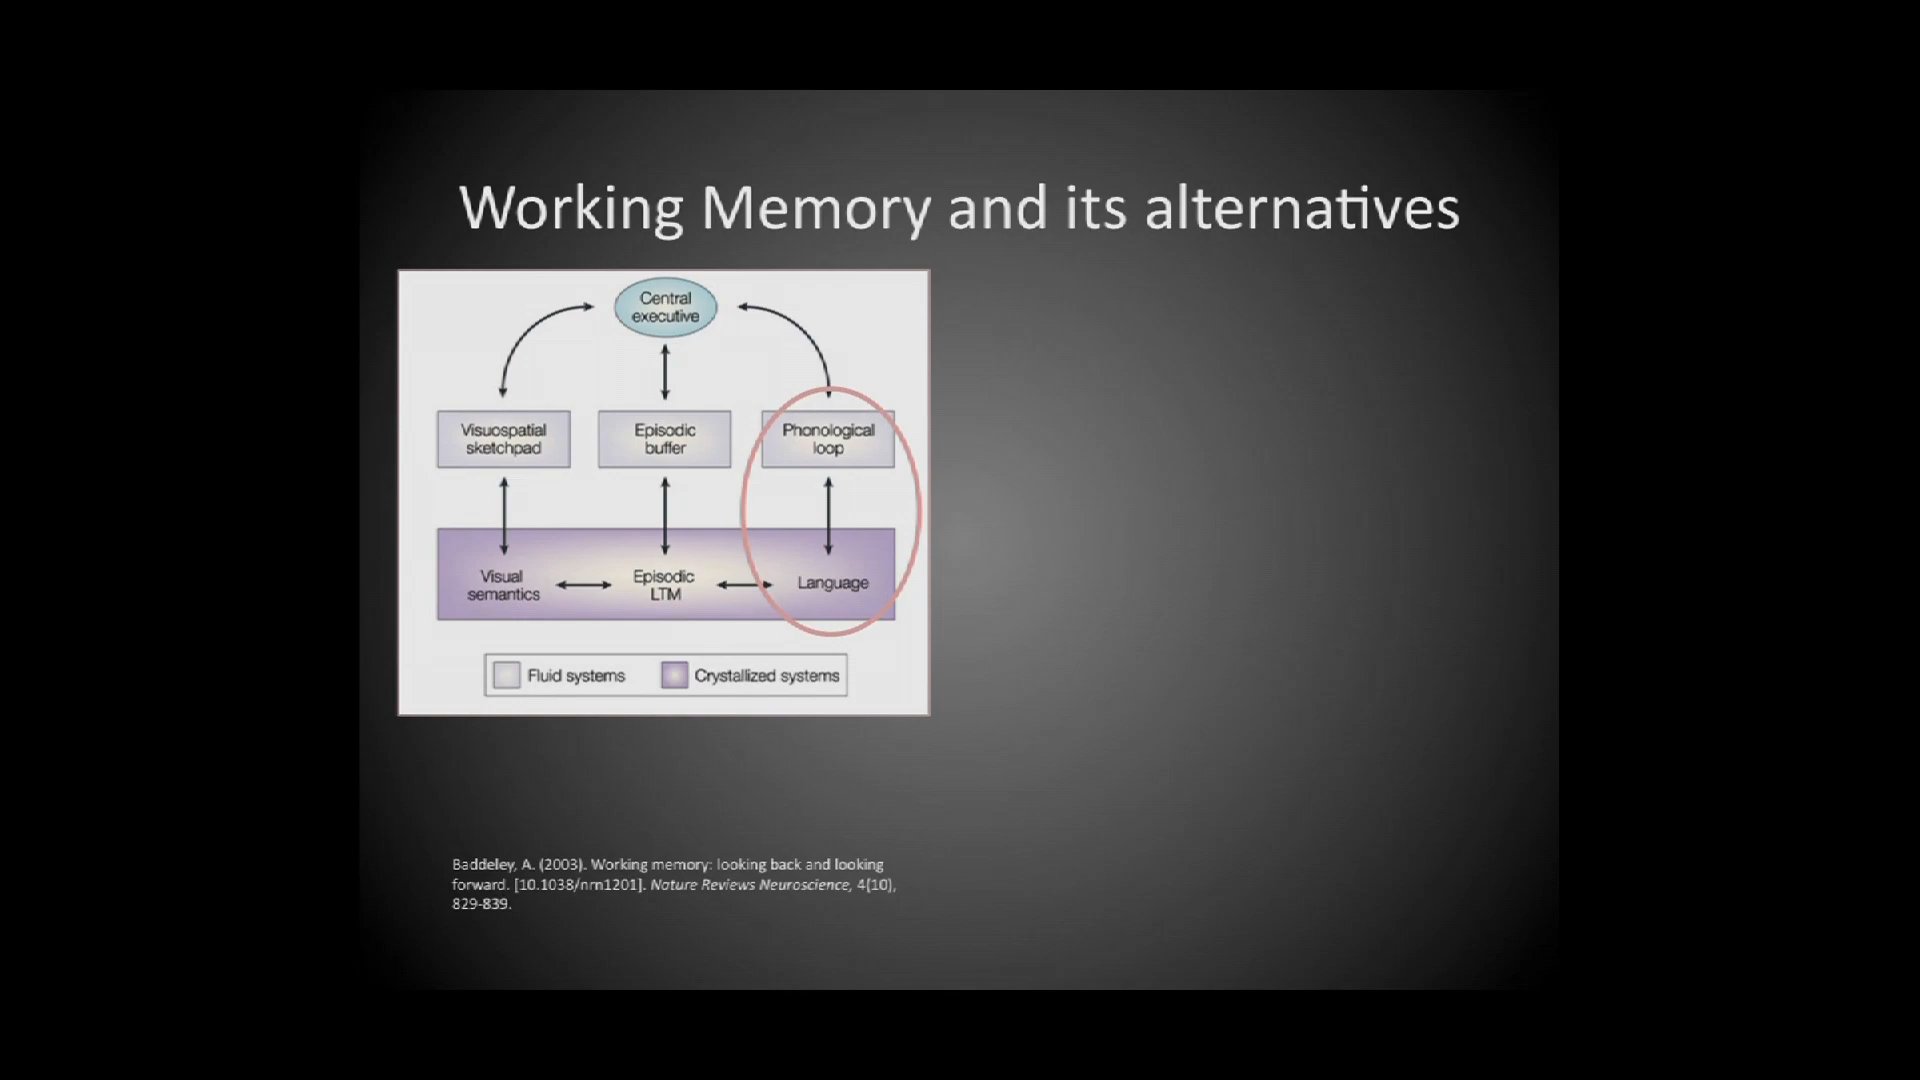 Working Memory and its alternatives
Central
executive
Visuospatial
sketchpad
Episodic
buffer
Phonological
loop
Visual
semantics
Episodic
LTM
Language
Fluid systems
Crystallized systems
Baddeley, A. (2003). Working memory: looking back and looking
forward. [10.1038/nrn1201]. Nature Reviews Neuroscience, 4(10),
829-839.